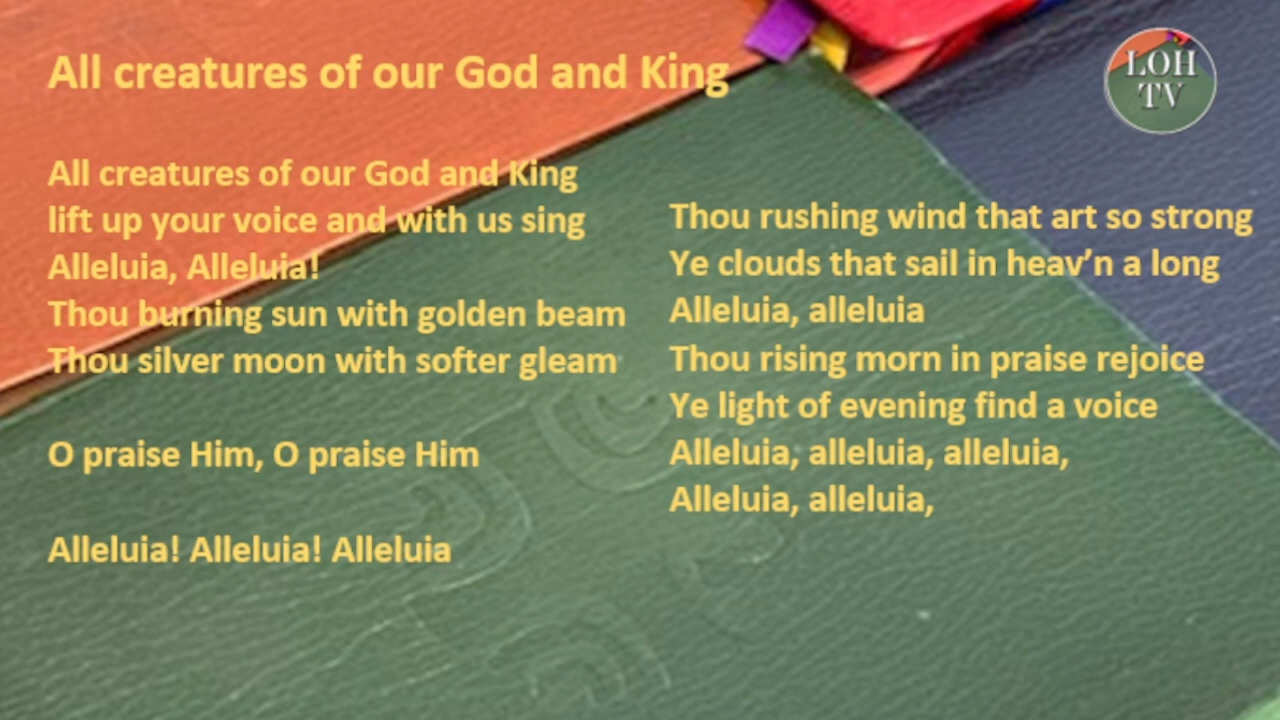 All creatures of our God and King
LOH
TV
All creatures of our God and King
lift up your voice and with us sing
Alleluia, Alleluia!
Thou burning sun with golden beam
Thou silver moon with softer gleam
O praise Him, O praise Him
Alleluia! Alleluia! Alleluia
Thou rushing wind that art so strong
Ye clouds that sail in heav’n a long
Alleluia, alleluia
Thou rising morn in praise rejoice
Ye light of evening find a voice
Alleluia, alleluia, alleluia,
Alleluia, alleluia,